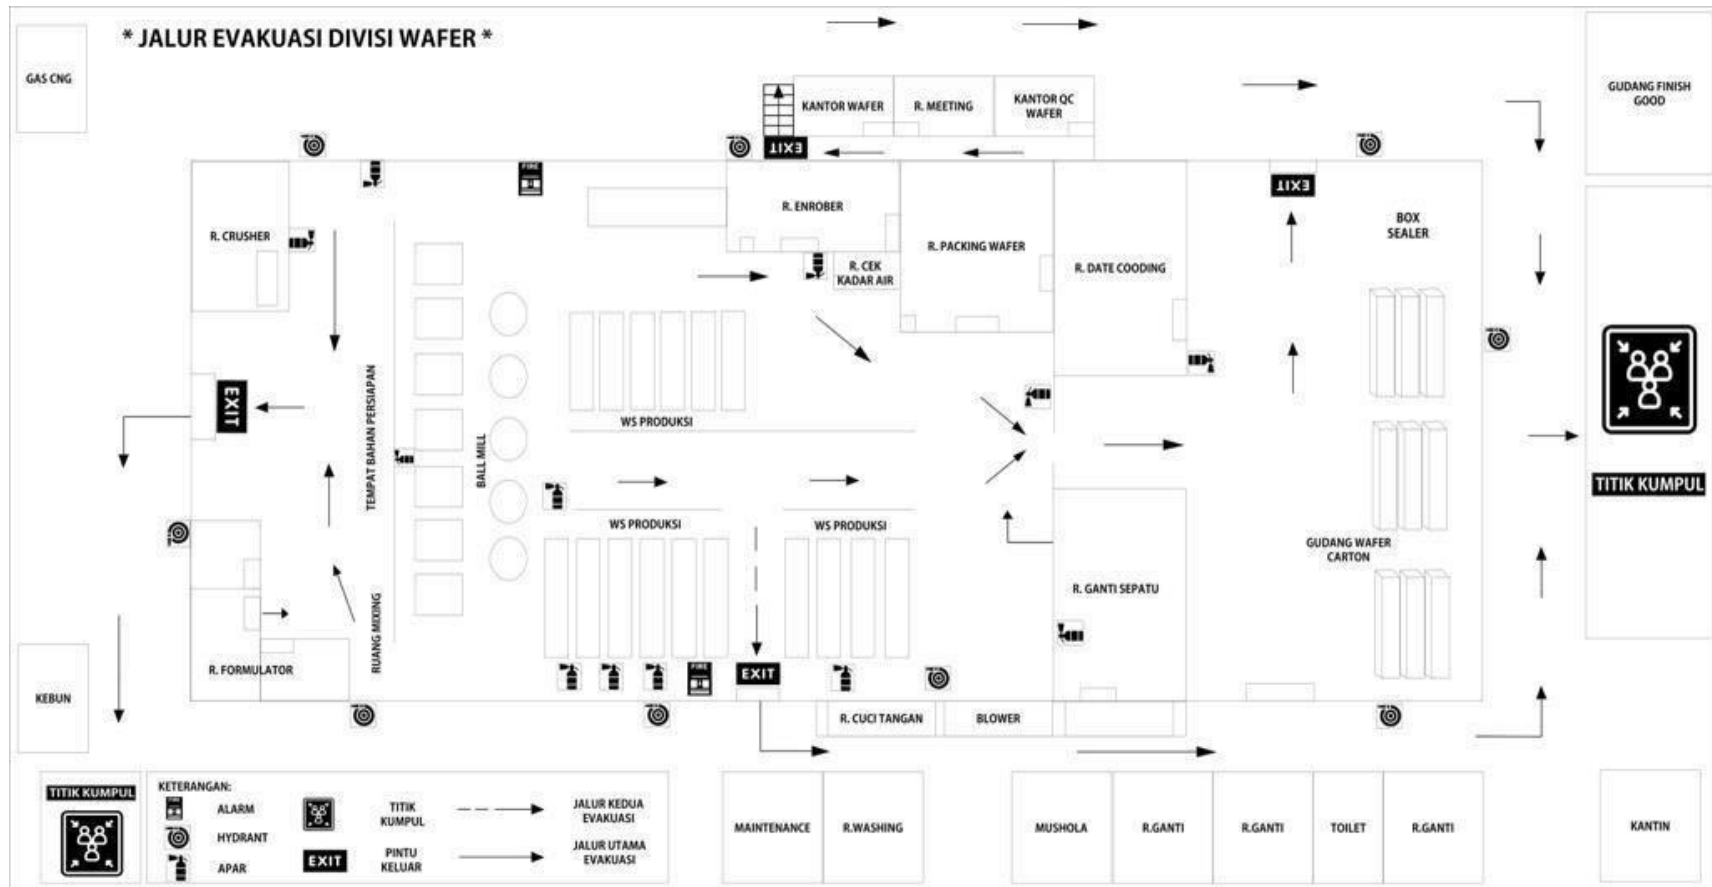 * JALUR EVAKUASI DIVISI WAFER *
GAS CNG
KANTOR WAFER
R. MEETING
KANTOR QC
WAFER
GUDANG FINISH
GOOD
EXIT
FIRE
EXIT
R. CRUSHER
R. ENROBER
R. CEK
KADAR AIR
R. PACKING WAFER
R. DATE COODING
BOX
SEALER
EXIT
TEMPAT BAHAN PERSIAPAN
BALL MILL
WS PRODUKSI
WS PRODUKSI
WS PRODUKSI
TITIK KUMPUL
GUDANG WAFER
CARTON
R. GANTI SEPATU
RUANG MIXING
R. FORMULATOR
FIRE
EXIT
KEBUN
R. CUCI TANGAN
BLOWER
TITIK KUMPUL
KETERANGAN:
FIRE
ALARM
HYDRANT
APAR
TITIK
KUMPUL
EXIT
PINTU
KELUAR
JALUR KEDUA
EVAKUASI
JALUR UTAMA
EVAKUASI
MAINTENANCE
R.WASHING
MUSHOLA
R.GANTI
R.GANTI
TOILET
R.GANTI
KANTIN